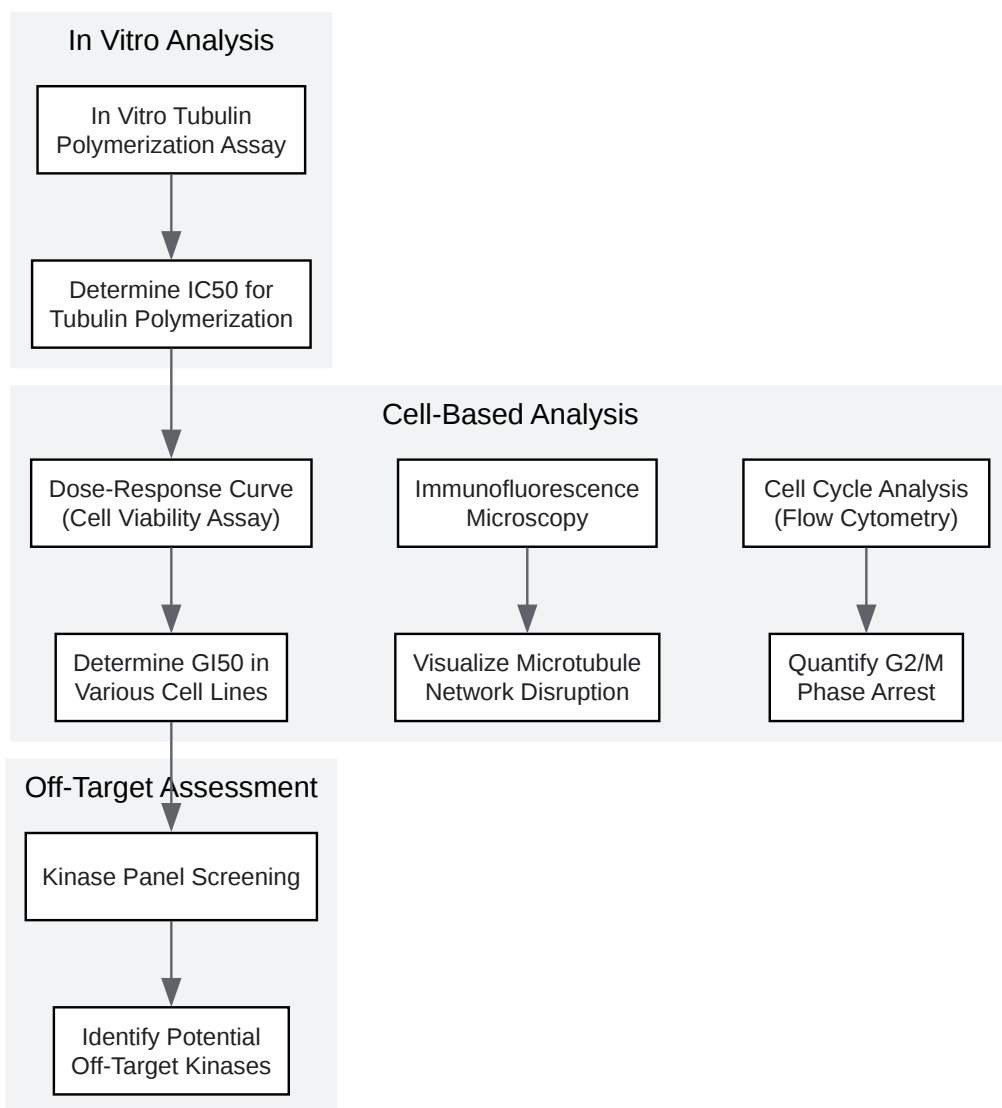 In Vitro Analysis
In Vitro Tubulin
Polymerization Assay
Determine IC50 for
Tubulin Polymerization
Cell-Based Analysis
Dose-Response Curve
(Cell Viability Assay)
Immunofluorescence
Microscopy
Cell Cycle Analysis
(Flow Cytometry)
Determine GI50 in
Various Cell Lines
Visualize Microtubule
Network Disruption
Quantify G2/M
Phase Arrest
Off-Target Assessment
Kinase Panel Screening
Identify Potential
Off-Target Kinases